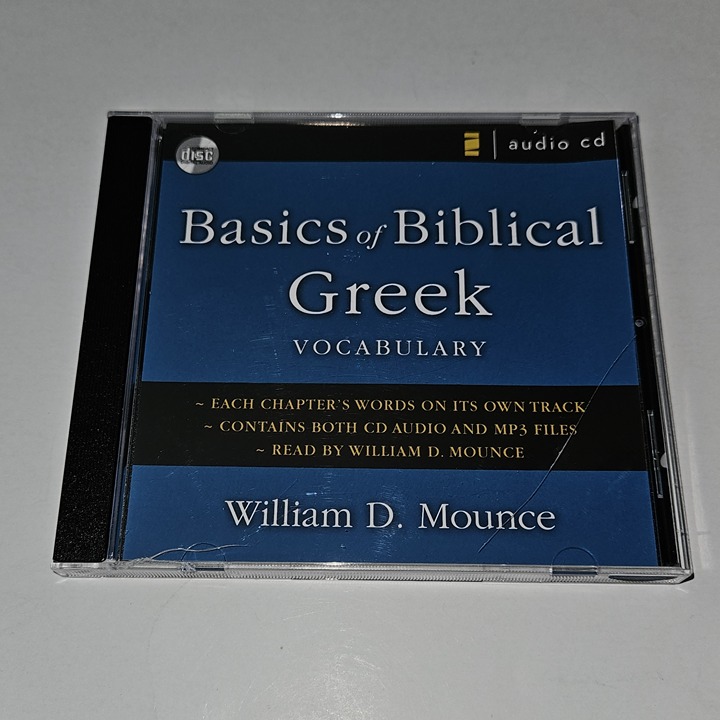 disc
audio cd
Basics of Biblical
Greek
VOCABULARY
~ EACH CHAPTER'S WORDS ON ITS OWN TRACK
~ CONTAINS BOTH CD AUDIO AND MP3 FILES
~ READ BY WILLIAM D. MOUNCE
William D. Mounce